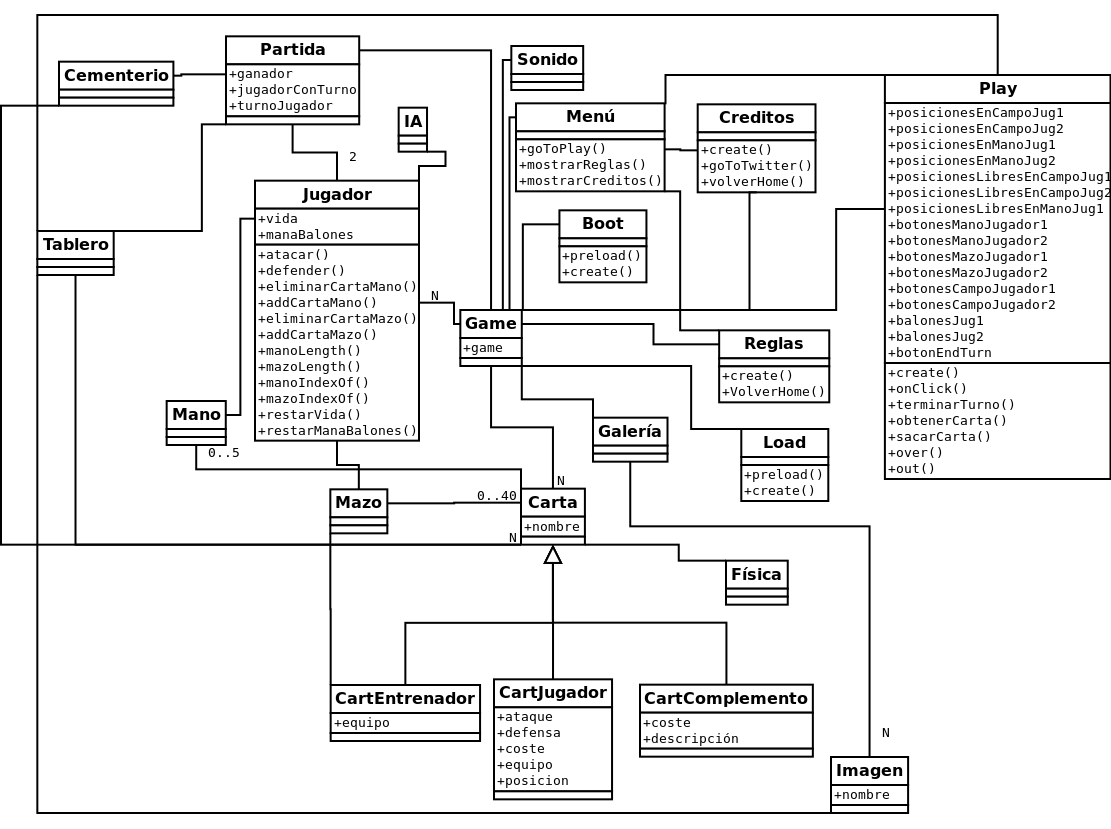 Partida
+ganador
+jugadorConTurno
+turnoJugador
Cementerio
Sonido
IA
Menú
+goToPlay()
+mostrarReglas()
+mostrarCreditos()
Creditos
+create()
+goToTwitter()
+volverHome()
Play
+posicionesEnCampoJug1
+posicionesEnCampoJug2
+posicionesEnManoJug1
+posicionesEnManoJug2
+posicionesLibresEnCampoJug1
+posicionesLibresEnCampoJug2
+posicionesLibresEnManoJug1
+botonesManoJugador1
+botonesManoJugador2
+botonesMazoJugador1
+botonesMazoJugador2
+botonesCampoJugador1
+botonesCampoJugador2
+balonesJug1
+balonesJug2
+botonEndTurn
+create()
+onClick()
+terminarTurno()
+obtenerCarta()
+sacarCarta()
+over()
+out()
2
Jugador
+vida
+manaBalones
+atacar()
+defender()
+eliminarCartaMano()
+addCartaMano()
+eliminarCartaMazo()
+addCartaMazo()
+manoLength()
+mazoLength()
+manoIndexOf()
+mazoIndexOf()
+restarVida()
+restarManaBalones()
Tablero
Boot
+preload()
+create()
N
Game
+game
Reglas
+create()
+VolverHome()
Mano
0..5
Galería
Load
+preload()
+create()
Mazo
0..40
N
Carta
+nombre
N
Física
CartEntrenador
+equipo
CartJugador
+ataque
+defensa
+coste
+equipo
+posicion
CartComplemento
+coste
+descripción
N
Imagen
+nombre